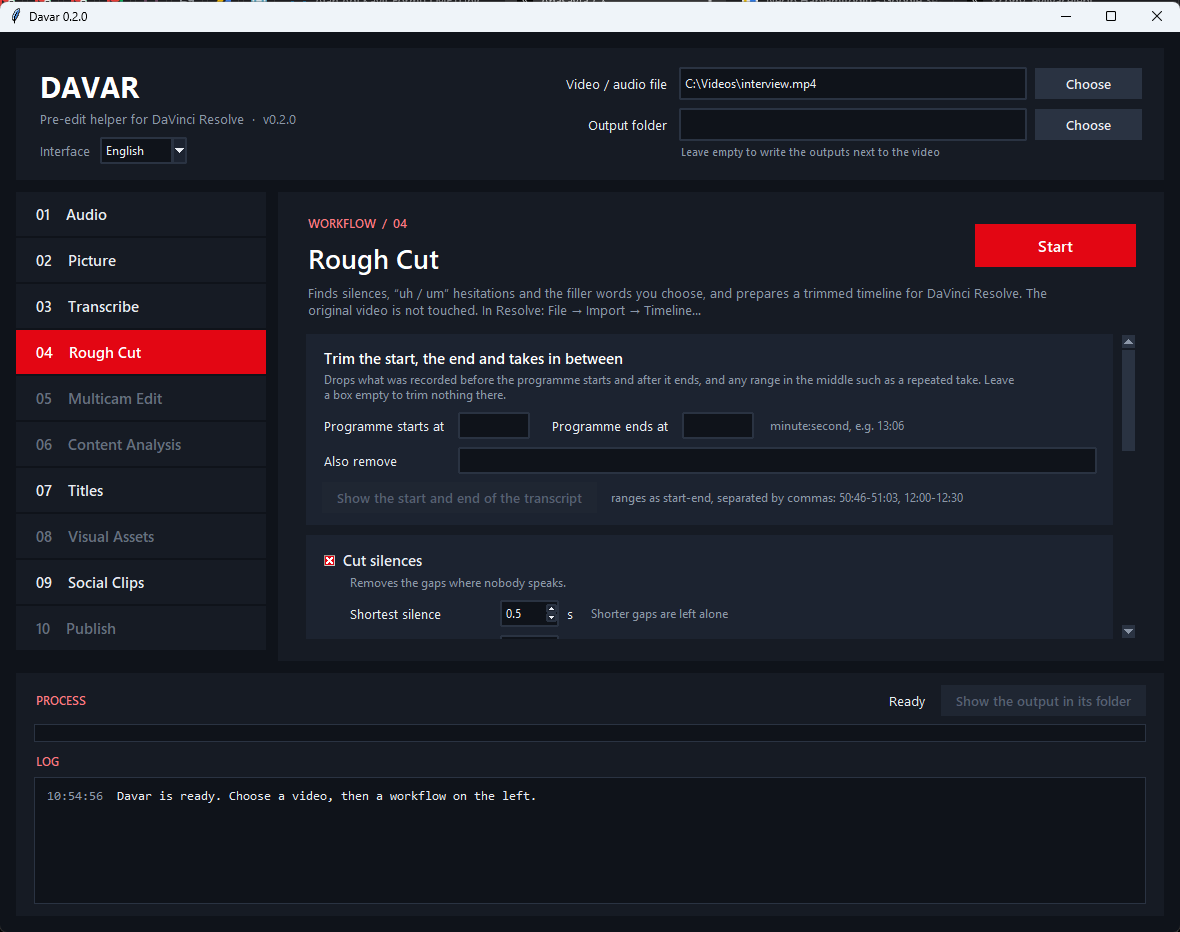 Davar 0.2.0
DAVAR
Pre-edit helper for DaVinci Resolve · v0.2.0
Interface English
Video / audio file C:\Videos\interview.mp4 Choose
Output folder Choose
Leave empty to write the outputs next to the video
01 Audio
02 Picture
03 Transcribe
04 Rough Cut
05 Multicam Edit
06 Content Analysis
07 Titles
08 Visual Assets
09 Social Clips
10 Publish
WORKFLOW / 04
Rough Cut
Start
Finds silences, “uh / um” hesitations and the filler words you choose, and prepares a trimmed timeline for DaVinci Resolve. The
original video is not touched. In Resolve: File → Import → Timeline...
Trim the start, the end and takes in between
Drops what was recorded before the programme starts and after it ends, and any range in the middle such as a repeated take. Leave
a box empty to trim nothing there.
Programme starts at Programme ends at minute:second, e.g. 13:06
Also remove
Show the start and end of the transcript ranges as start-end, separated by commas: 50:46-51:03, 12:00-12:30
Cut silences
Removes the gaps where nobody speaks.
Shortest silence 0.5 s Shorter gaps are left alone
PROCESS
Ready Show the output in its folder
LOG
10:54:56 Davar is ready. Choose a video, then a workflow on the left.